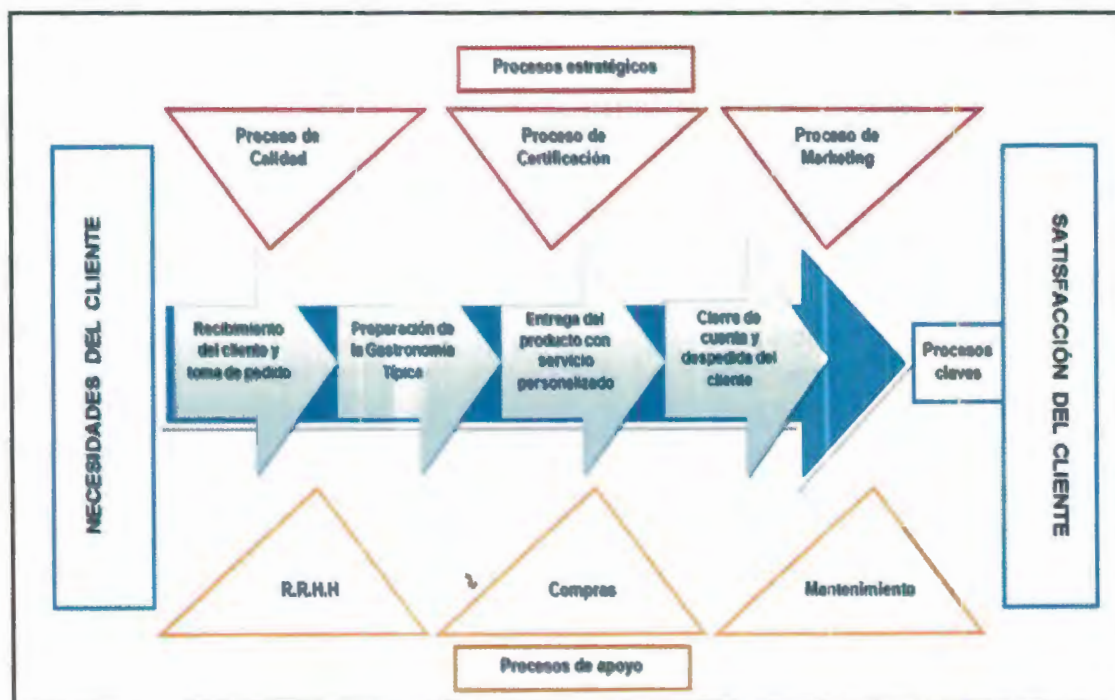 Procesos estratégicos
Proceso de
Calidad
Proceso de
Certificación
Proceso de
Marketing
NECESIDADES DEL CLIENTE
Recibimiento
del cliente y
toma de pedido
Preparación de
la Gastronomía
Típica
Entrega del
producto con
servicio
personalizado
Cierre de
cuenta y
despedida del
cliente
Procesos
claves
SATISFACCIÓN DEL CLIENTE
R.R.H.H
Compras
Mantenimiento
Procesos de apoyo